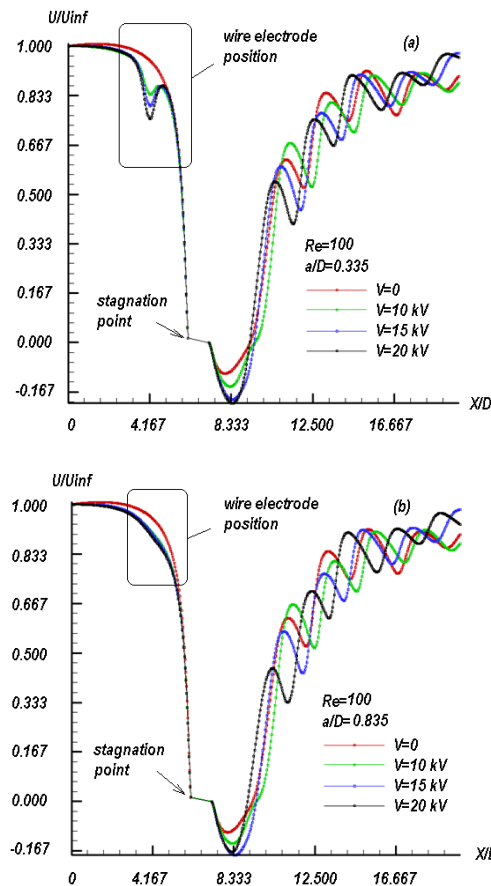 U/Uinf
1.000
(a)
wire electrode
position
0.833
0.667
0.500
0.333
Re=100
a/D=0.335
0.167
V=0
stagnation
point
V=10 kV
V=15 kV
0.000
V=20 kV
-0.167
X/D
0 4.167 8.333 12.500 16.667
U/Uinf
1.000
(b)
wire electrode
position
0.833
0.667
0.500
0.333
Re=100
a/D=0.835
0.167
V=0
stagnation
point
V=10 kV
V=15 kV
0.000
V=20 kV
-0.167
0 4.167 8.333 12.500 16.667